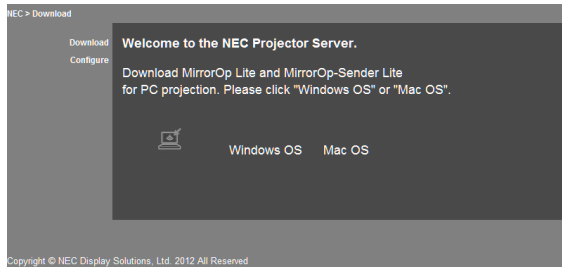 NEC > Download
Download
Configure
Welcome to the NEC Projector Server.
Download MirrorOp Lite and MirrorOp-Sender Lite
for PC projection. Please click "Windows OS" or "Mac OS".
Windows OS Mac OS
Copyright © NEC Display Solutions, Ltd. 2012 All Reserved